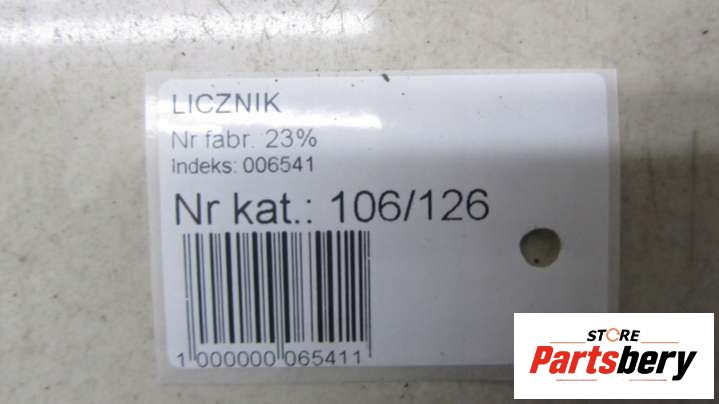 LICZNIK
Nr fabr. 23%
Indeks: 006541
Nr kat.: 106/126
1 000000 065411
STORE
Partsbery